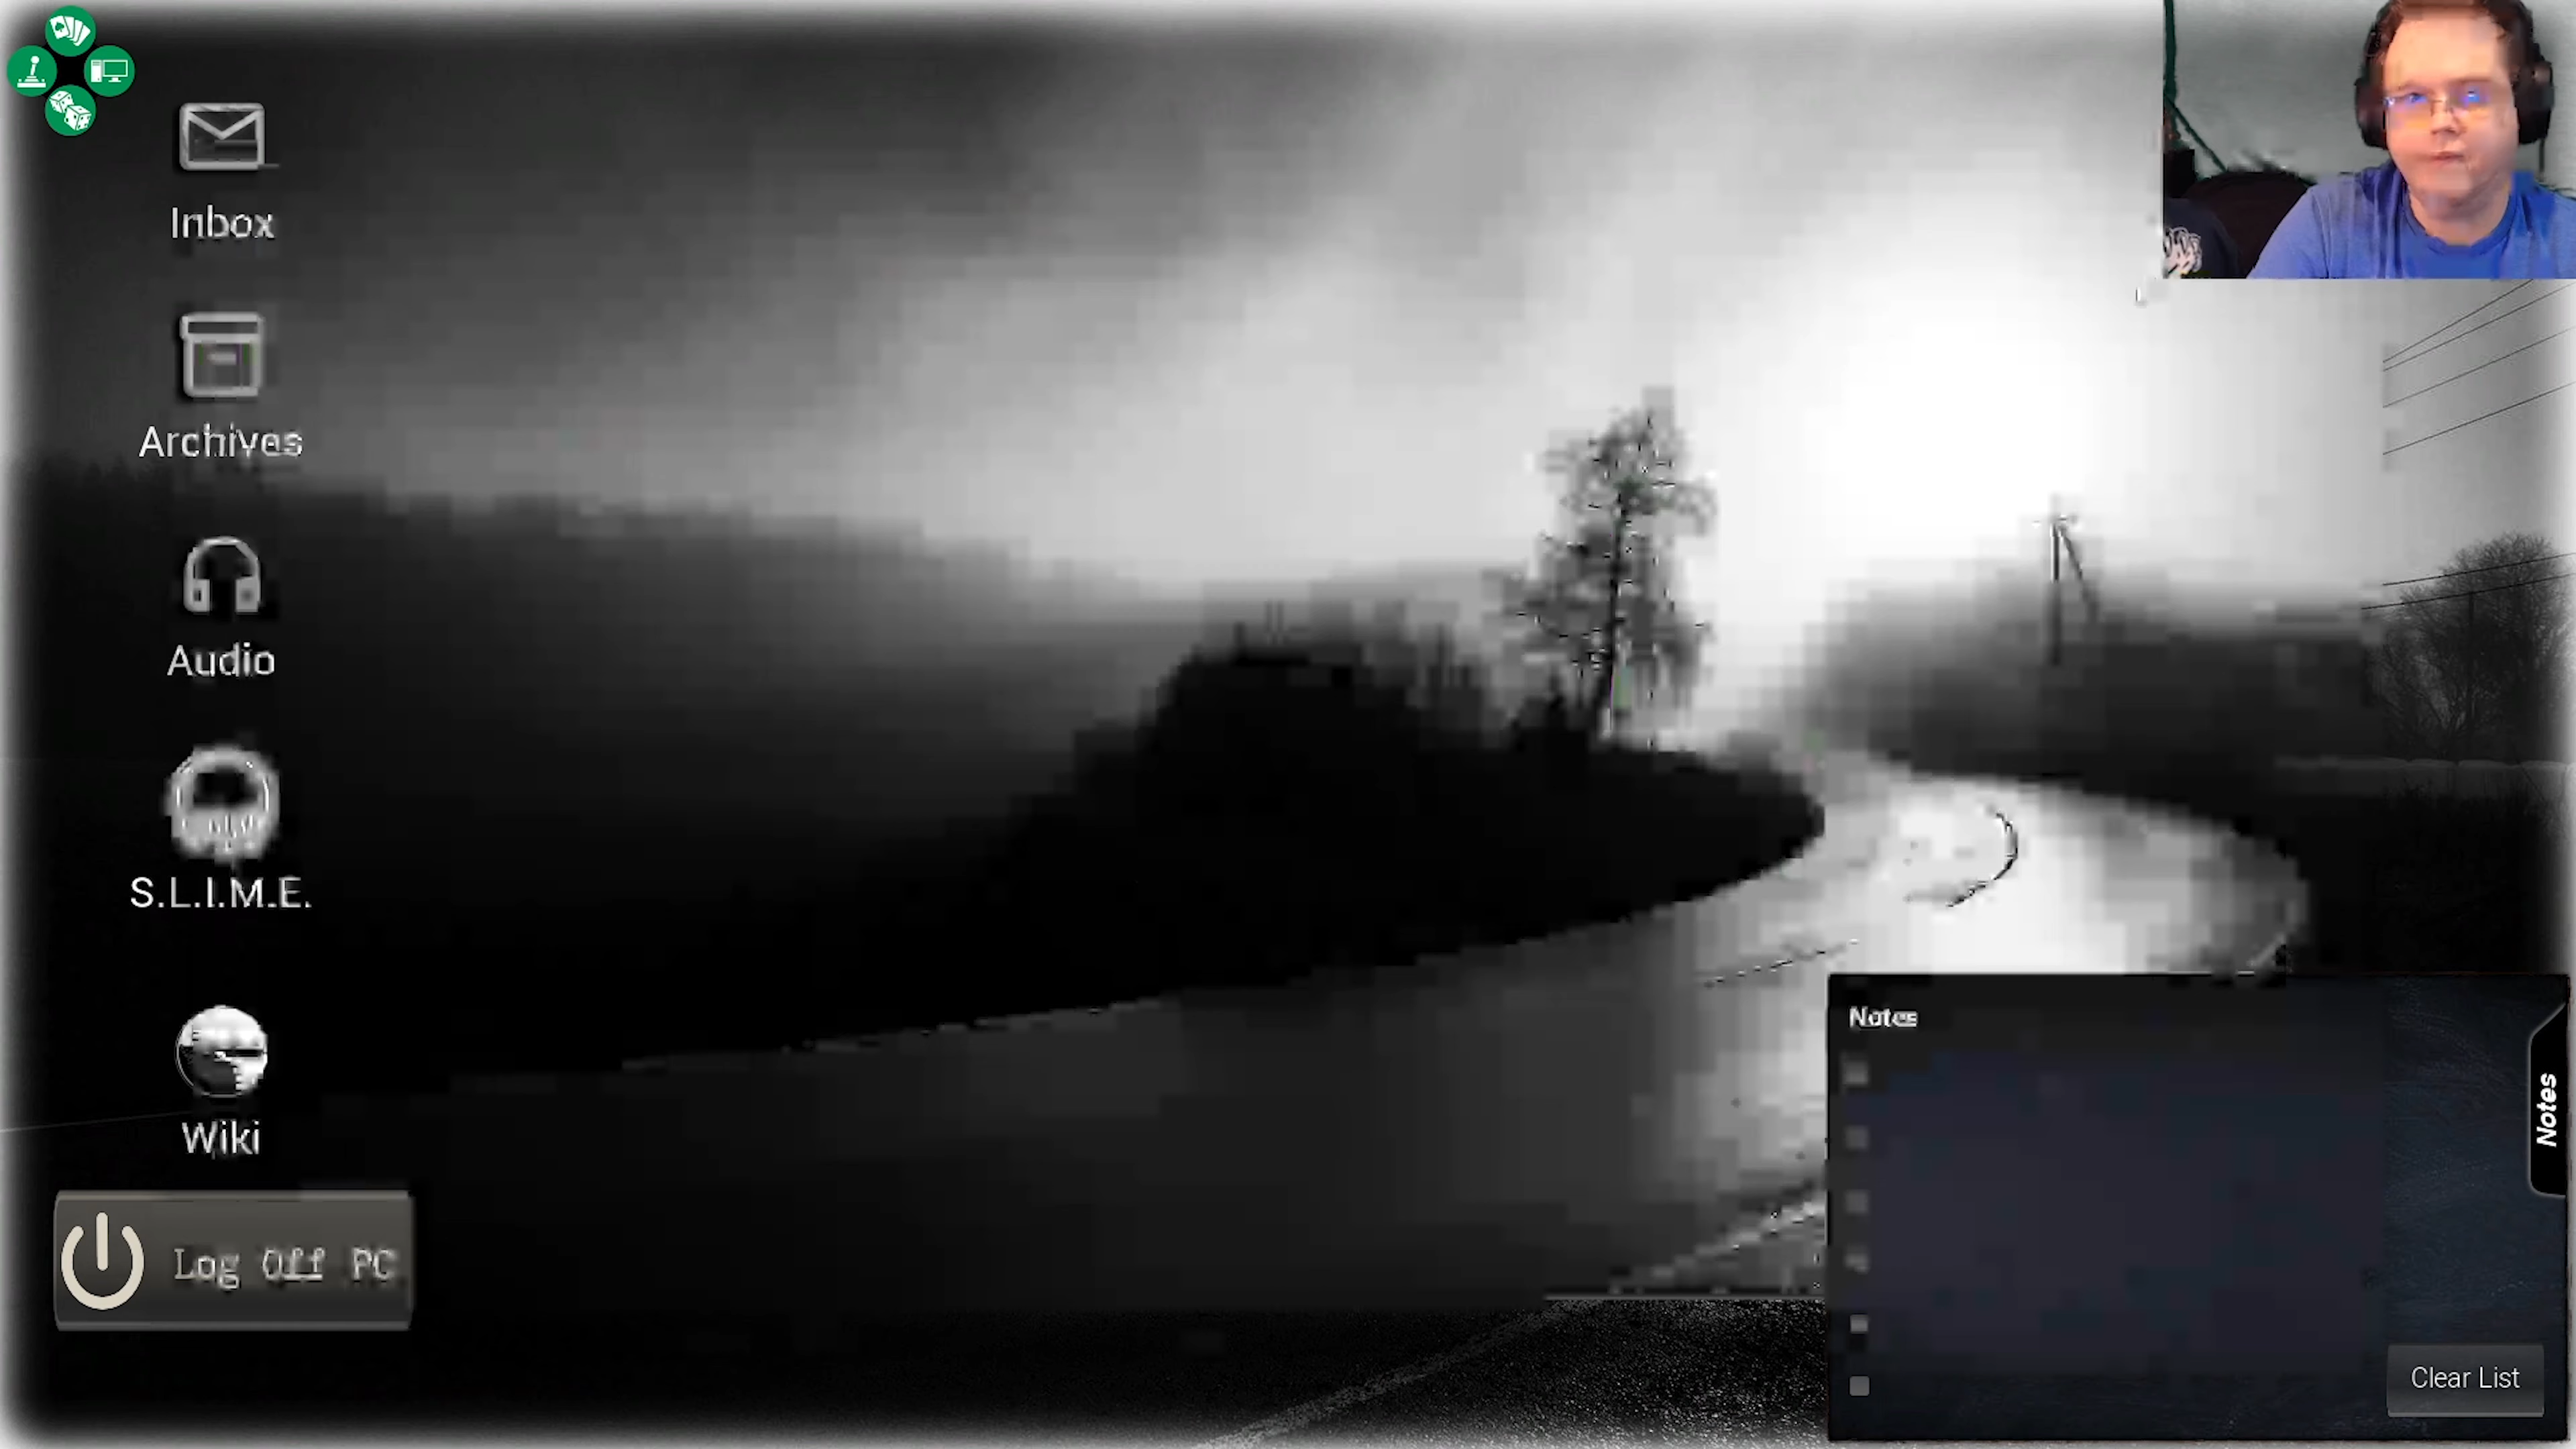 Inbox
Archives
Audio
S.L.I.M.E.
Wiki
Log Off PC
Notes
Notes
Clear List